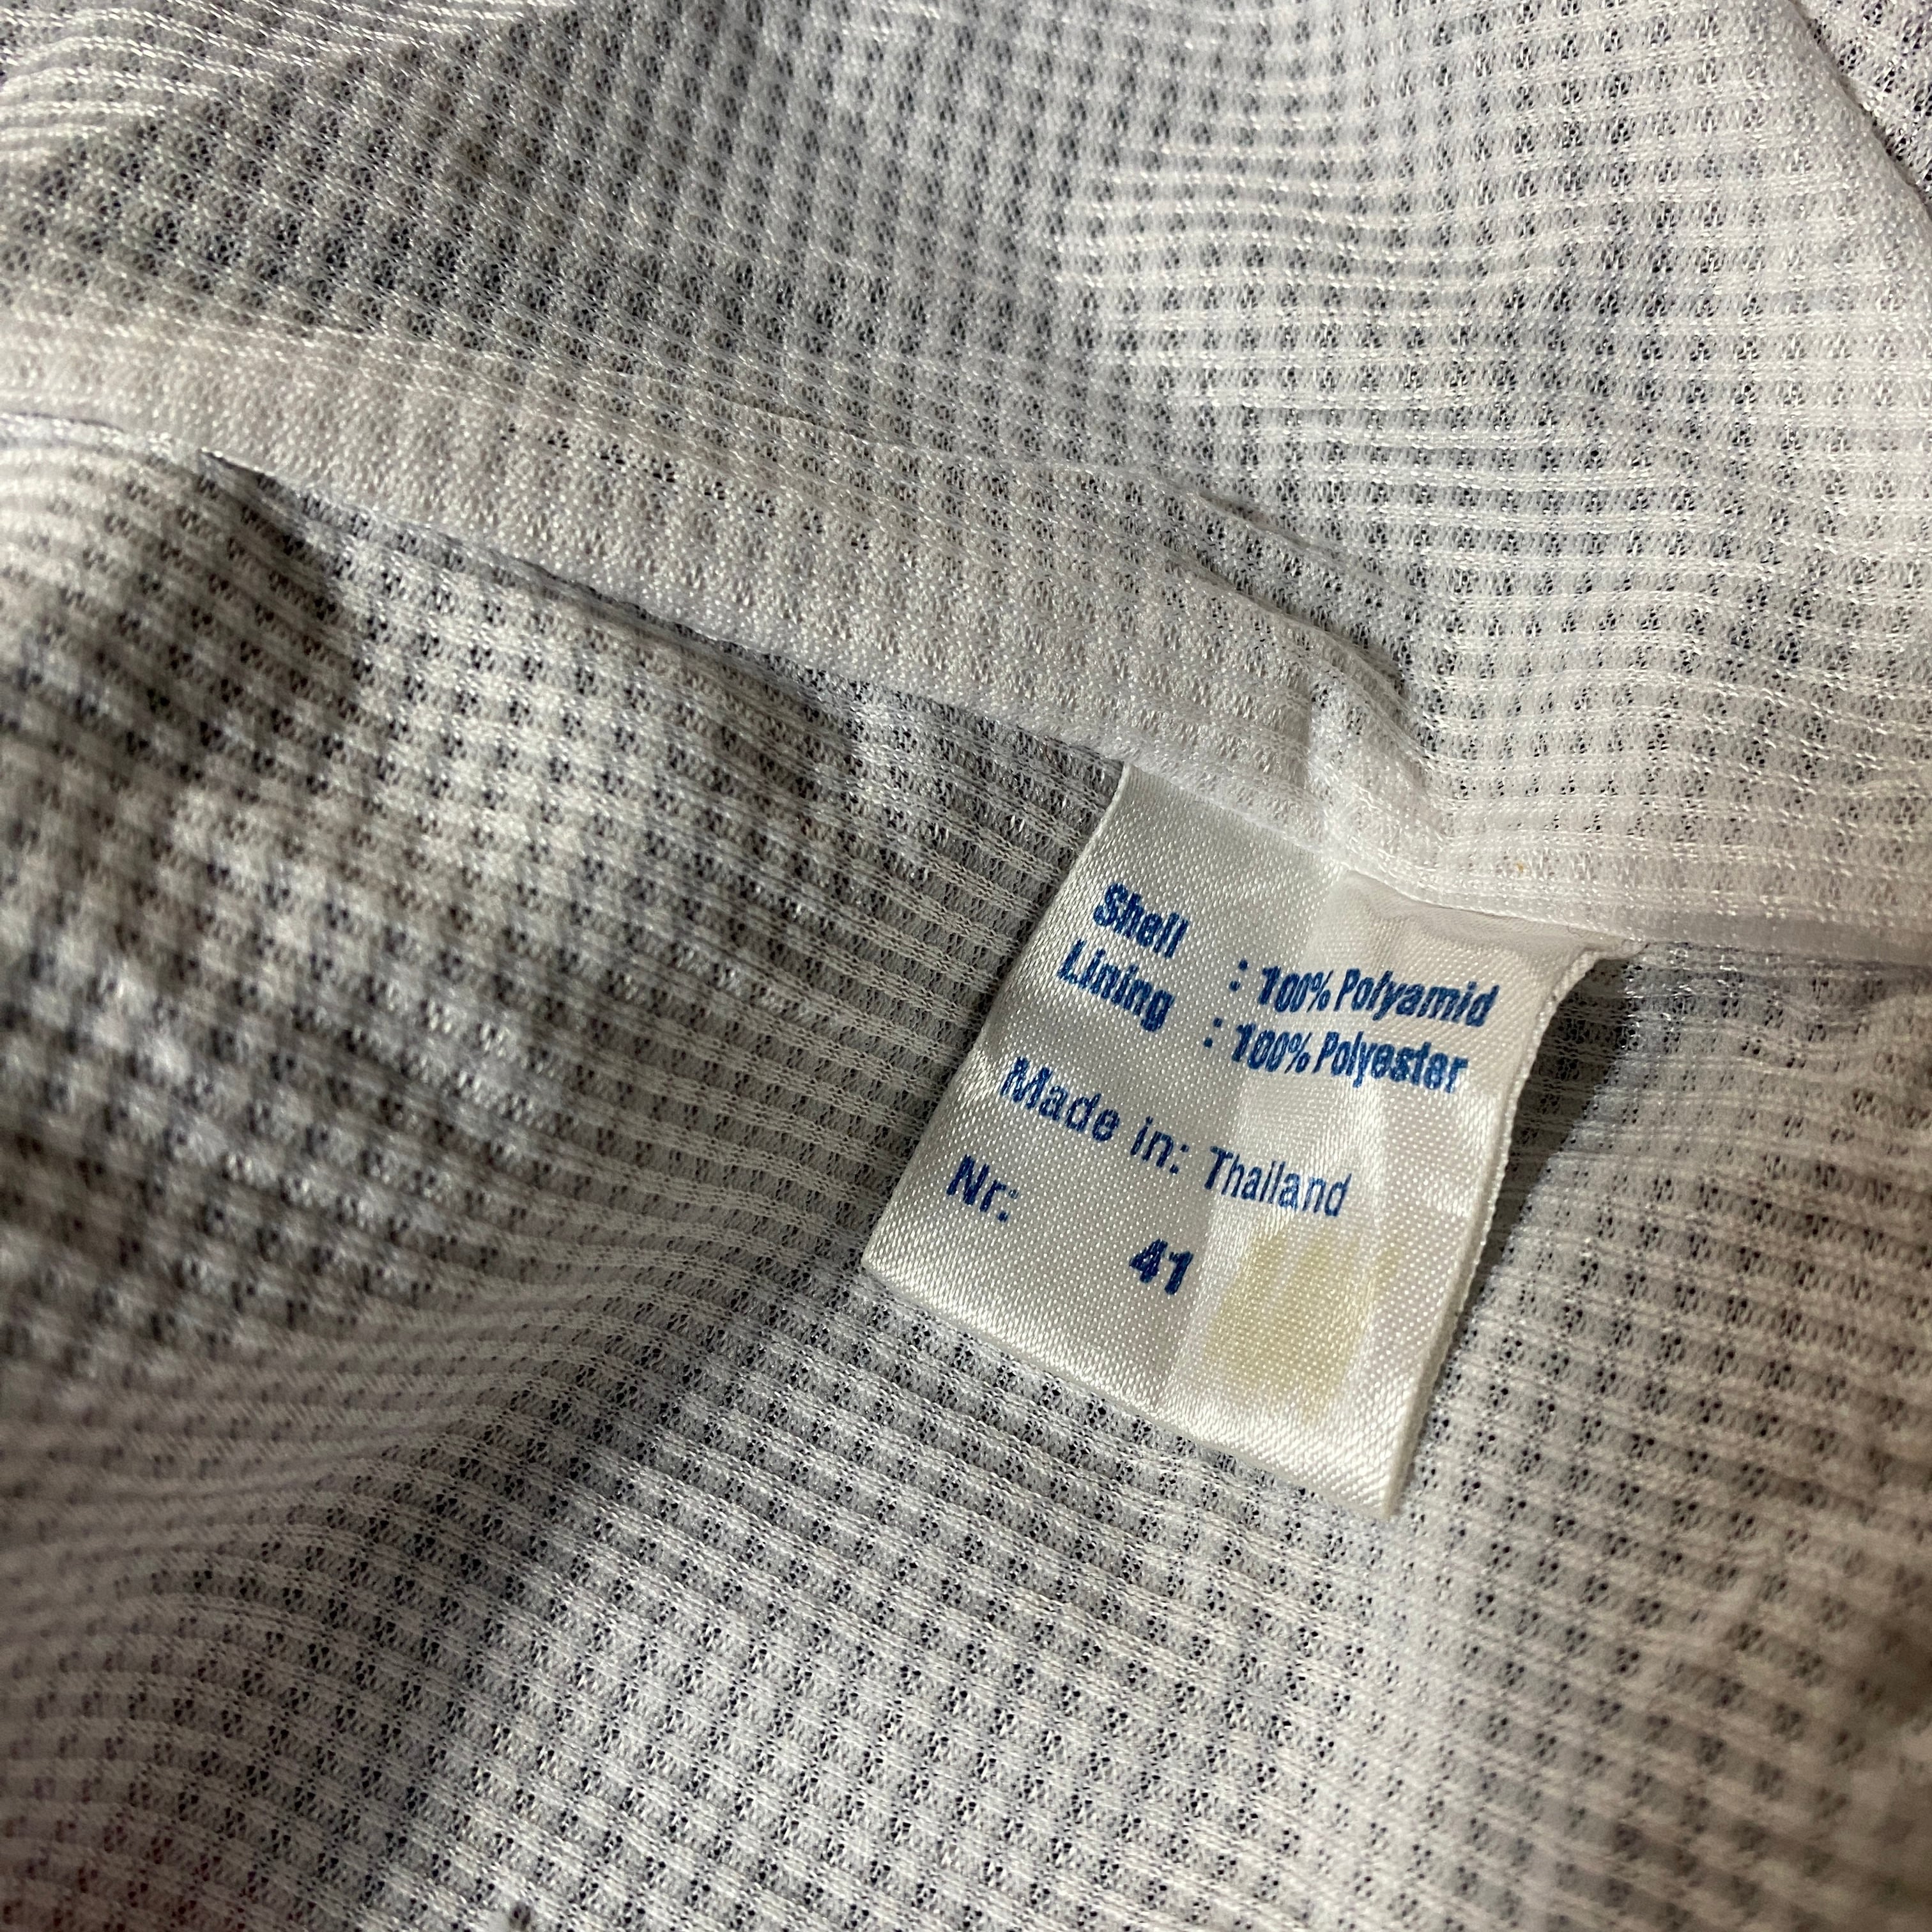 Shell : 100% Polyamid
Lining : 100% Polyester
Made in: Thailand
Nr: 41